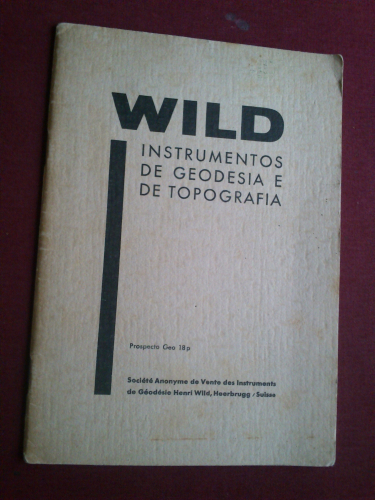 WILD
INSTRUMENTOS
DE GEODESIA E
DE TOPOGRAFIA
Prospecto Geo 18p
Société Anonyme de Vente des Instruments
de Géodésie Henri Wild, Heerbrugg / Suisse